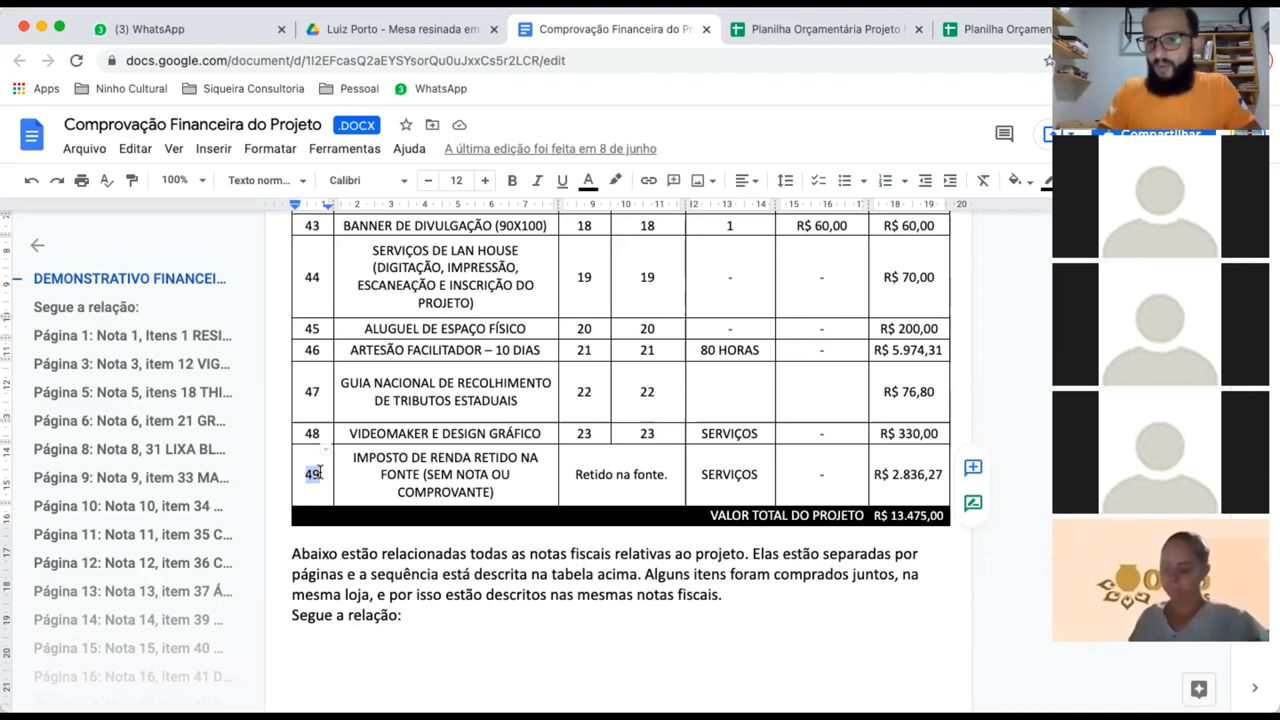 (3) WhatsApp
Luiz Porto - Mesa resinada em
Comprovação Financeira do P
Planilha Orçamentária Projeto
Planilha Orçame
docs.google.com/document/d/1I2EFcasQ2aEYSYsorQu0uJxxCs5r2LCR/edit
Apps
Ninho Cultural
Siqueira Consultoria
Pessoal
WhatsApp
Comprovação Financeira do Projeto
.DOCX
Compartilhar
Arquivo Editar Ver Inserir Formatar Ferramentas Ajuda A última edição foi feita em 8 de junho
100% Texto norm... Calibri 12
DEMONSTRATIVO FINANCEI...
Segue a relação:
Página 1: Nota 1, Itens 1 RESI...
Página 3: Nota 3, item 12 VIG...
Página 5: Nota 5, itens 18 THI...
Página 6: Nota 6, item 21 GR...
Página 8: Nota 8, 31 LIXA BL...
Página 9: Nota 9, item 33 MA...
Página 10: Nota 10, item 34 ...
Página 11: Nota 11, item 35 C...
Página 12: Nota 12, item 36 C...
Página 13: Nota 13, item 37 Á...
Página 14: Nota 14, item 39 ...
Página 15: Nota 15, item 40 ...
Página 16: Nota 16, item 41 D...
43 BANNER DE DIVULGAÇÃO (90X100) 18 18 1 R$ 60,00 R$ 60,00
SERVIÇOS DE LAN HOUSE
(DIGITAÇÃO, IMPRESSÃO,
44 ESCANEAÇÃO E INSCRIÇÃO DO 19 19 - - R$ 70,00
PROJETO)
45 ALUGUEL DE ESPAÇO FÍSICO 20 20 - - R$ 200,00
46 ARTESÃO FACILITADOR – 10 DIAS 21 21 80 HORAS - R$ 5.974,31
47 GUIA NACIONAL DE RECOLHIMENTO 22 22 R$ 76,80
DE TRIBUTOS ESTADUAIS
48 VIDEOMAKER E DESIGN GRÁFICO 23 23 SERVIÇOS - R$ 330,00
IMPOSTO DE RENDA RETIDO NA
49 FONTE (SEM NOTA OU Retido na fonte. SERVIÇOS - R$ 2.836,27
COMPROVANTE)
VALOR TOTAL DO PROJETO R$ 13.475,00
Abaixo estão relacionadas todas as notas fiscais relativas ao projeto. Elas estão separadas por
páginas e a sequência está descrita na tabela acima. Alguns itens foram comprados juntos, na
mesma loja, e por isso estão descritos nas mesmas notas fiscais.
Segue a relação: